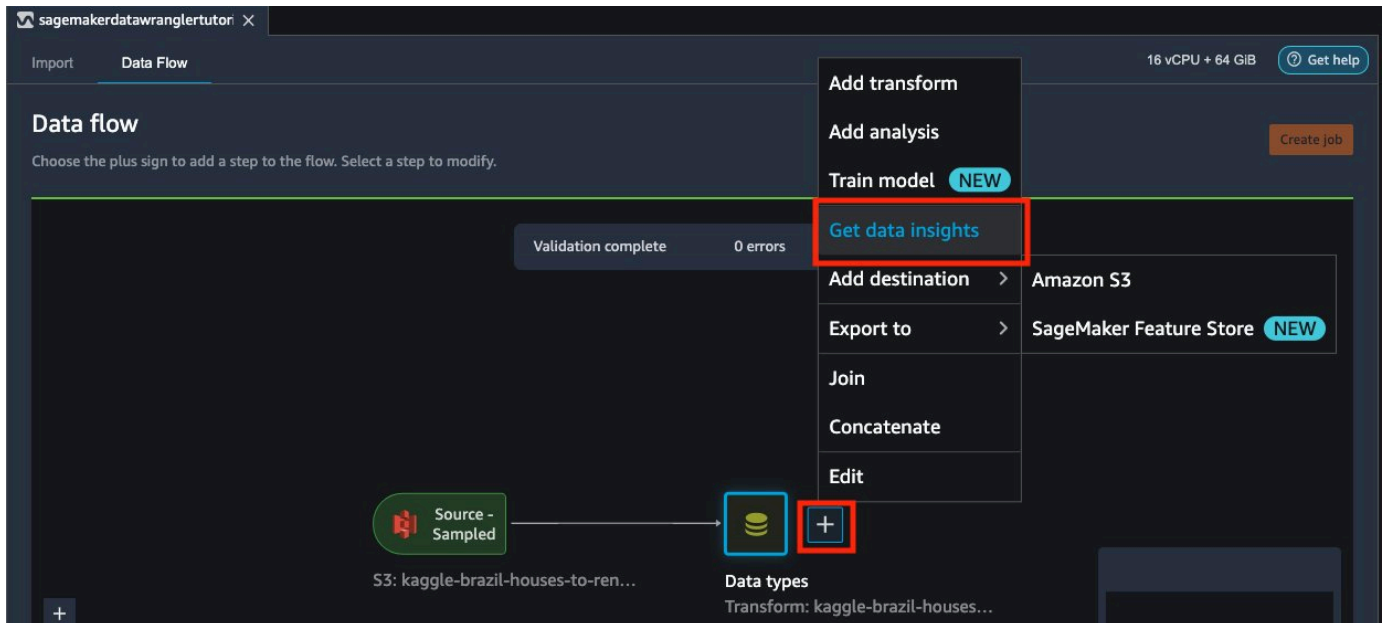 sagemakerdatawranglertutori
Import Data Flow
16 vCPU + 64 GiB
Get help
Data flow
Choose the plus sign to add a step to the flow. Select a step to modify.
Create job
Validation complete 0 errors
Add transform
Add analysis
Train model NEW
Get data insights
Add destination
Export to
Join
Concatenate
Edit
Amazon S3
SageMaker Feature Store NEW
Source -
Sampled
S3: kaggle-brazil-houses-to-ren...
Data types
Transform: kaggle-brazil-houses...